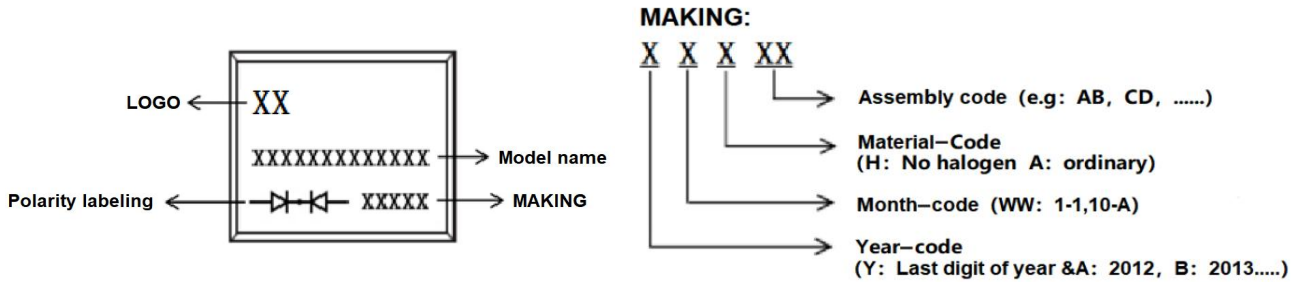 LOGO
XX
XXXXXXXXXXXXX
Model name
Polarity labeling
XXXXX
MAKING
MAKING:
X X X XX
Assembly code (e.g: AB, CD, ......)
Material-Code
(H: No halogen A: ordinary)
Month-code (WW: 1-1,10-A)
Year-code
(Y: Last digit of year &A: 2012, B: 2013.....)